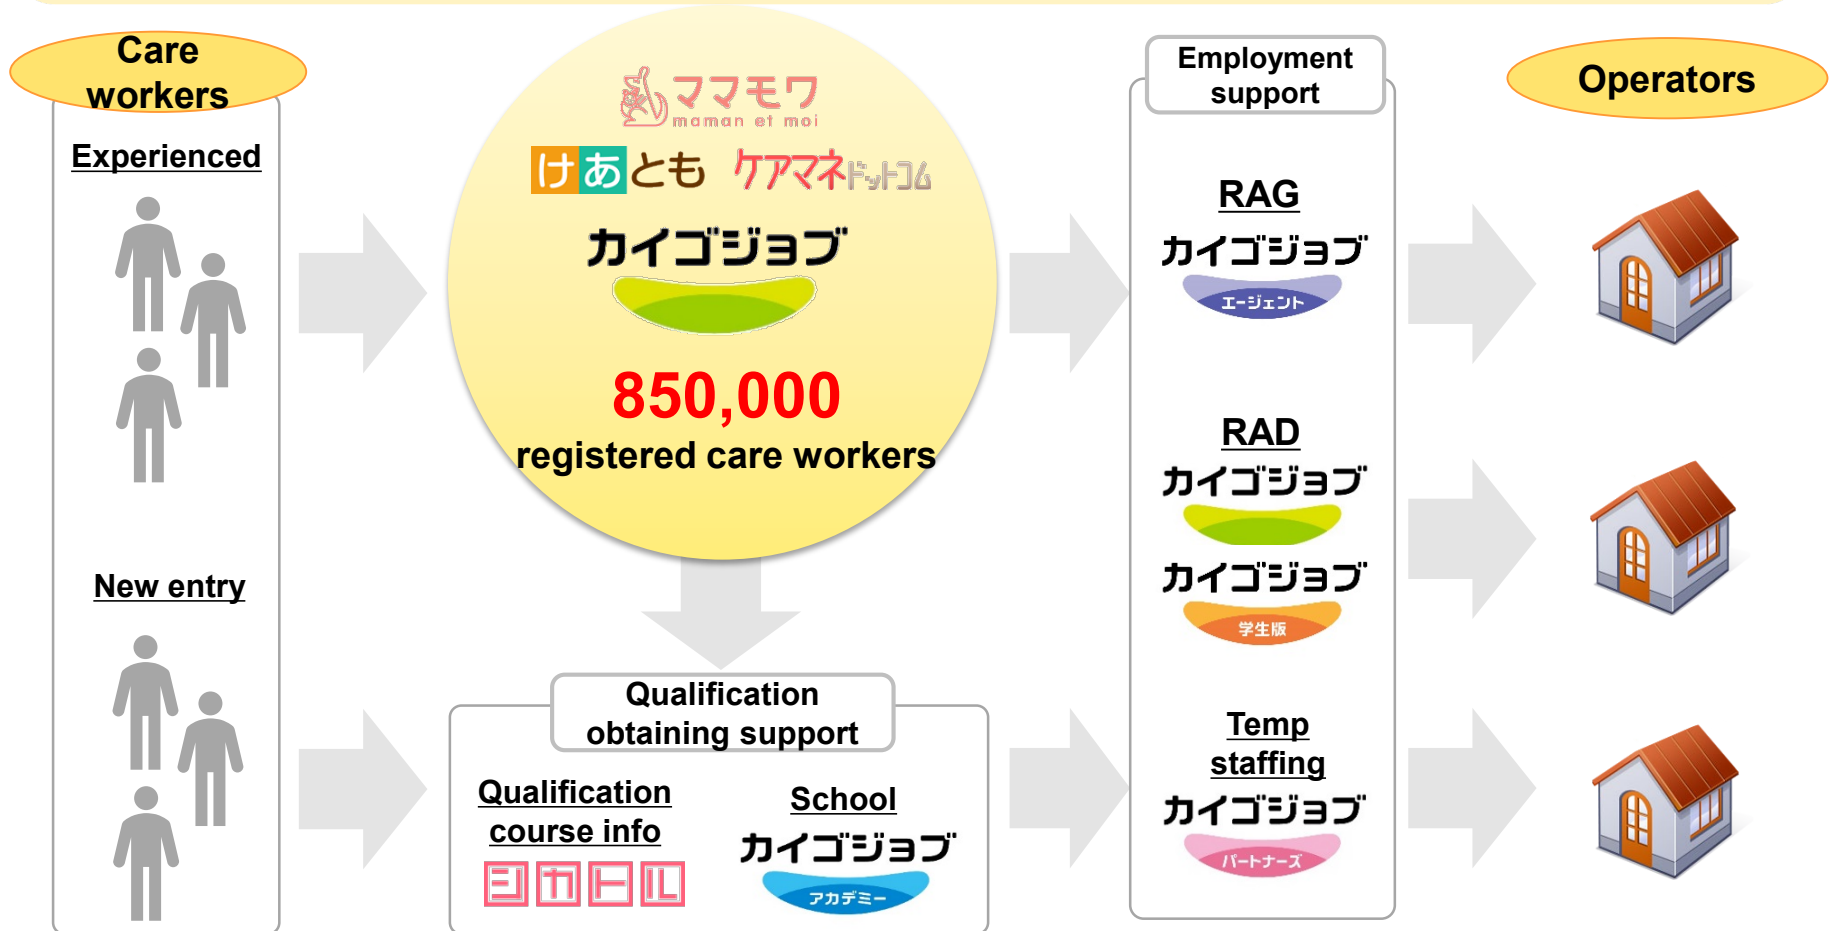 Care
workers
Experienced
New entry
ママモワ
maman et moi
けあとも ケアマネドットコム
カイゴジョブ
850,000
registered care workers
Qualification
obtaining support
Qualification
course info
シカトル
School
カイゴジョブ
アカデミー
Employment
support
RAG
カイゴジョブ
エージェント
RAD
カイゴジョブ
カイゴジョブ
学生版
Temp
staffing
カイゴジョブ
パートナーズ
Operators